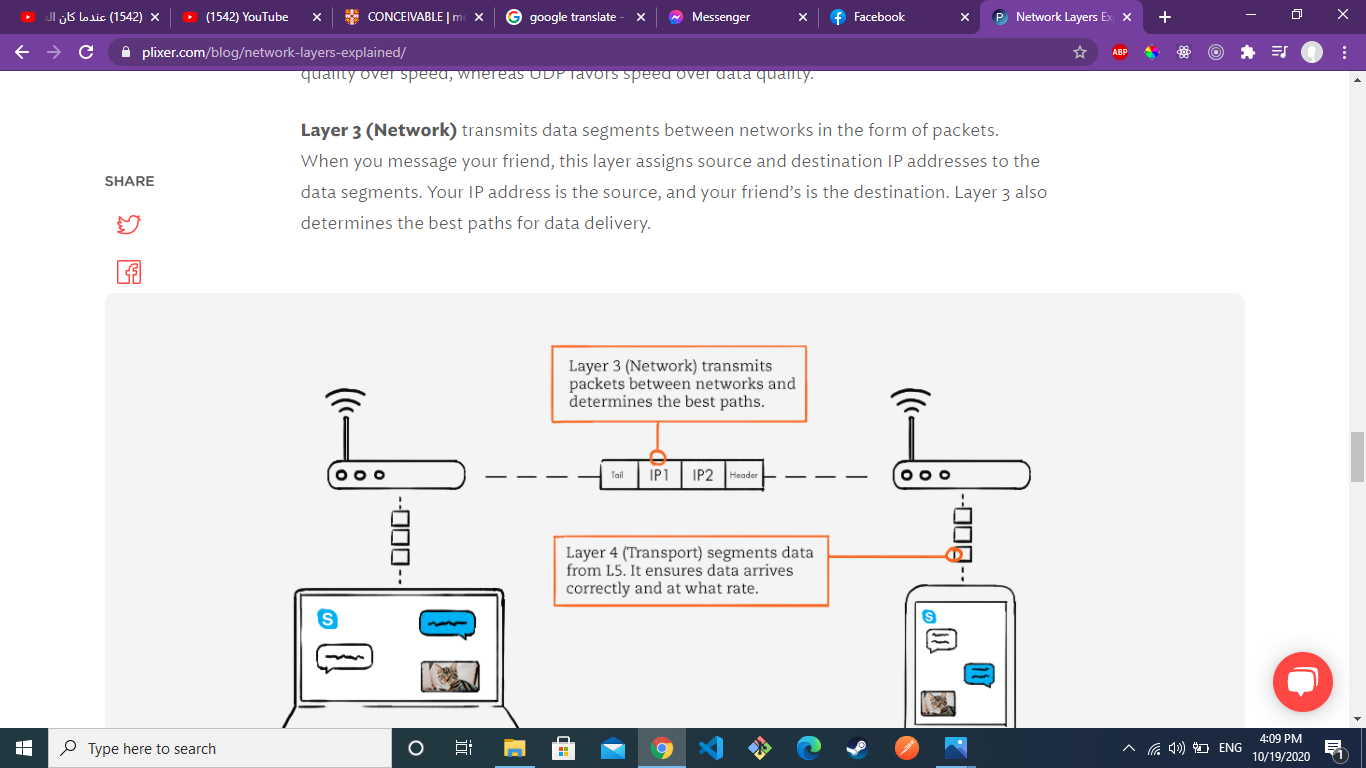 (1542) عندما كان ال
(1542) YouTube
CONCEIVABLE | me
google translate -
Messenger
Facebook
Network Layers Ex
plixer.com/blog/network-layers-explained/
ABP
quality over speed, whereas UDP favors speed over data quality.
Layer 3 (Network) transmits data segments between networks in the form of packets.
When you message your friend, this layer assigns source and destination IP addresses to the
data segments. Your IP address is the source, and your friend's is the destination. Layer 3 also
determines the best paths for data delivery.
SHARE
Layer 3 (Network) transmits
packets between networks and
determines the best paths.
Tail IP1 IP2 Header
Layer 4 (Transport) segments data
from L5. It ensures data arrives
correctly and at what rate.
Type here to search
ENG
4:09 PM
10/19/2020
1